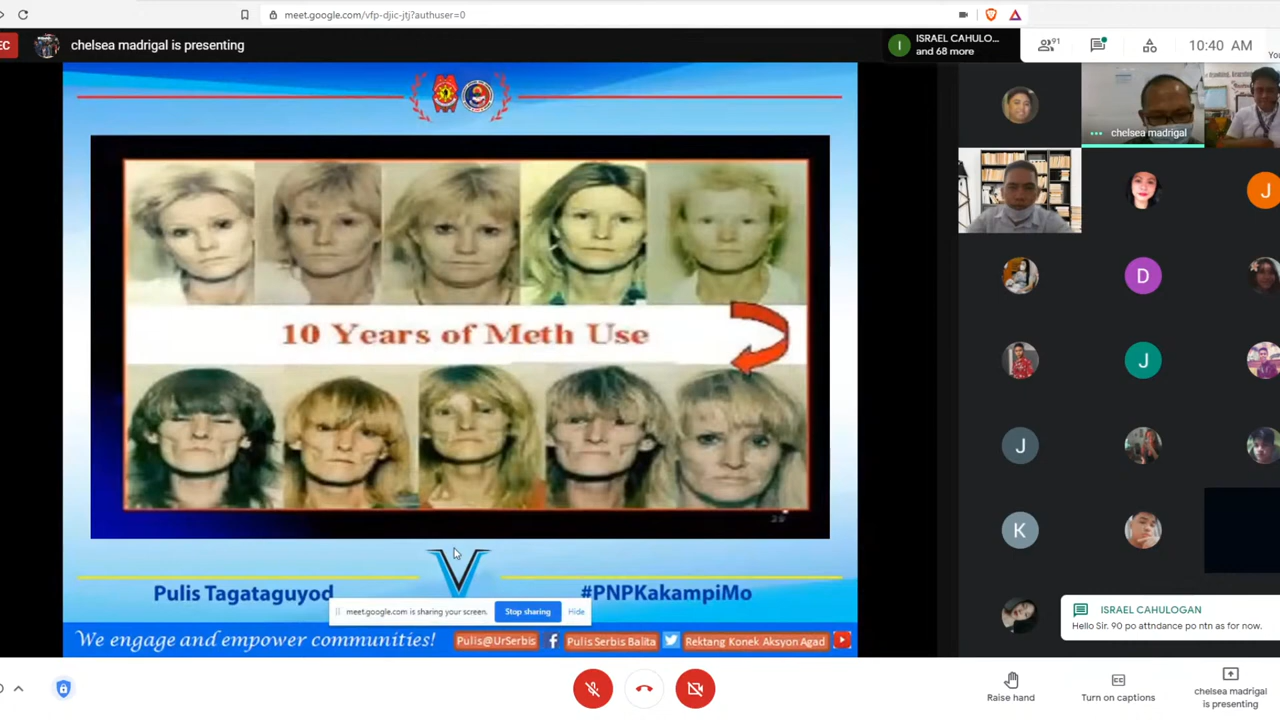 meet.google.com/vfp-djic-jtj?authuser=0
EC
chelsea madrigal is presenting
I
ISRAEL CAHULO...
and 68 more
91
10:40 AM
chelsea madrigal
10 Years of Meth Use
J
D
J
J
K
Pulis Tagataguyod
V
#PNPKakampiMo
meet.google.com is sharing your screen.
Stop sharing
Hide
ISRAEL CAHULOGAN
Hello Sir. 90 po attndance po ntn as for now.
We engage and empower communities!
Pulis@UrSerbis
Pulis Serbis Balita
Rektang Konek Aksyon Agad
Raise hand
Turn on captions
chelsea madrigal
is presenting